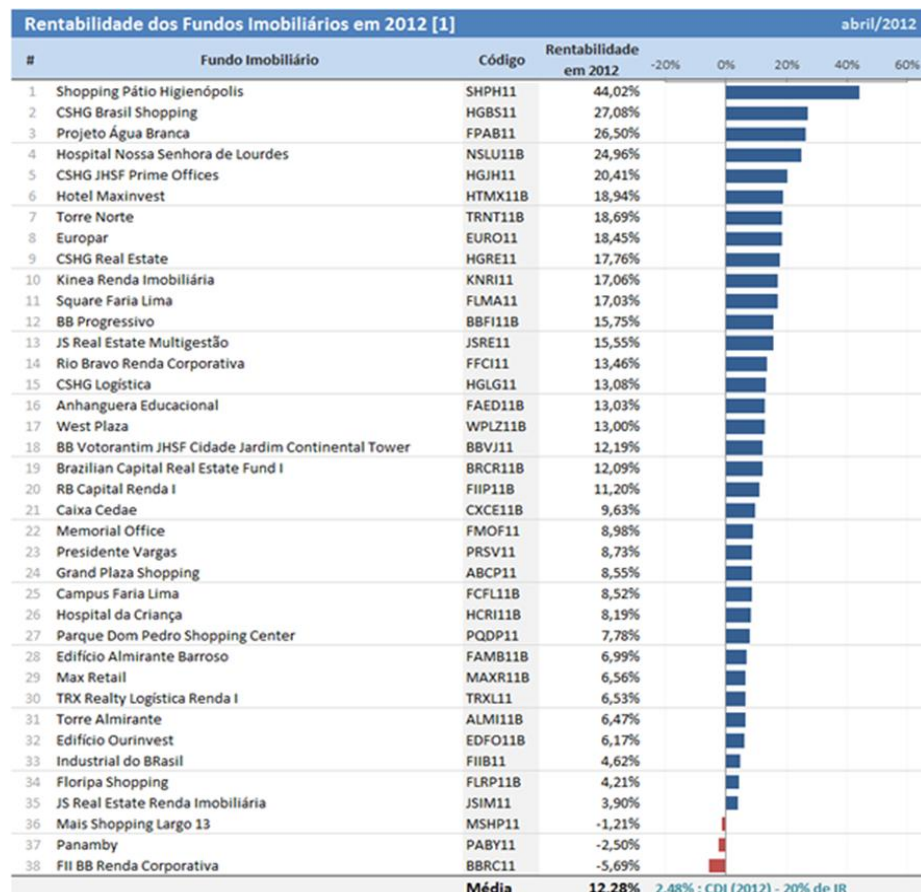 Rentabilidade dos Fundos Imobiliários em 2012 [1] abril/2012
# Fundo Imobiliário Código Rentabilidade em 2012 -20% 0% 20% 40% 60%
1 Shopping Pátio Higienópolis SHPH11 44,02%
2 CSHG Brasil Shopping HGBS11 27,08%
3 Projeto Água Branca FPAB11 26,50%
4 Hospital Nossa Senhora de Lourdes NSLU11B 24,96%
5 CSHG JHSF Prime Offices HGJH11 20,41%
6 Hotel Maxinvest HTMX11B 18,94%
7 Torre Norte TRNT11B 18,69%
8 Europar EURO11 18,45%
9 CSHG Real Estate HGRE11 17,76%
10 Kinea Renda Imobiliária KNRI11 17,06%
11 Square Faria Lima FLMA11 17,03%
12 BB Progressivo BBFI11B 15,75%
13 JS Real Estate Multigestão JSRE11 15,55%
14 Rio Bravo Renda Corporativa FFCI11 13,46%
15 CSHG Logística HGLG11 13,08%
16 Anhanguera Educacional FAED11B 13,03%
17 West Plaza WPLZ11B 13,00%
18 BB Votorantim JHSF Cidade Jardim Continental Tower BBVJ11 12,19%
19 Brazilian Capital Real Estate Fund I BRCR11B 12,09%
20 RB Capital Renda I FIIP11B 11,20%
21 Caixa Cedae CXCE11B 9,63%
22 Memorial Office FMOF11 8,98%
23 Presidente Vargas PRSV11 8,73%
24 Grand Plaza Shopping ABCP11 8,55%
25 Campus Faria Lima FCFL11B 8,52%
26 Hospital da Criança HCRI11B 8,19%
27 Parque Dom Pedro Shopping Center PQDP11 7,78%
28 Edifício Almirante Barroso FAMB11B 6,99%
29 Max Retail MAXR11B 6,56%
30 TRX Realty Logística Renda I TRXL11 6,53%
31 Torre Almirante ALMI11B 6,47%
32 Edifício Ourinvest EDFO11B 6,17%
33 Industrial do BRasil FIIB11 4,62%
34 Floripa Shopping FLRP11B 4,21%
35 JS Real Estate Renda Imobiliária JSIM11 3,90%
36 Mais Shopping Largo 13 MSHP11 -1,21%
37 Panamby PABY11 -2,50%
38 FII BB Renda Corporativa BBRC11 -5,69%
Média 12,28% 2,48% : CDI (2012) - 20% de IR